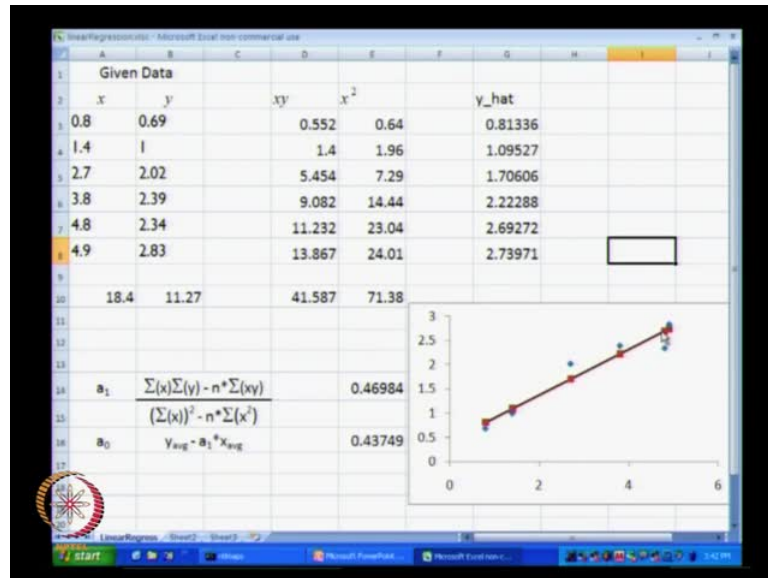 LinearRegression.xlsx - Microsoft Excel non-commercial use
A B C D E F G H I J
1 Given Data
2 x y xy x² y_hat
3 0.8 0.69 0.552 0.64 0.81336
4 1.4 1 1.4 1.96 1.09527
5 2.7 2.02 5.454 7.29 1.70606
6 3.8 2.39 9.082 14.44 2.22288
7 4.8 2.34 11.232 23.04 2.69272
8 4.9 2.83 13.867 24.01 2.73971
9
10 18.4 11.27 41.587 71.38
11
12
13
14 a₁ Σ(x)Σ(y) - n*Σ(xy) 0.46984
15 (Σ(x))² - n*Σ(x²)
16 a₀ y_avg - a₁*x_avg 0.43749
17
3
2.5
2
1.5
1
0.5
0
0 2 4 6
LinearRegress Sheet2 Sheet3
start Microsoft PowerPoint ... Microsoft Excel non-c... 3:42 PM